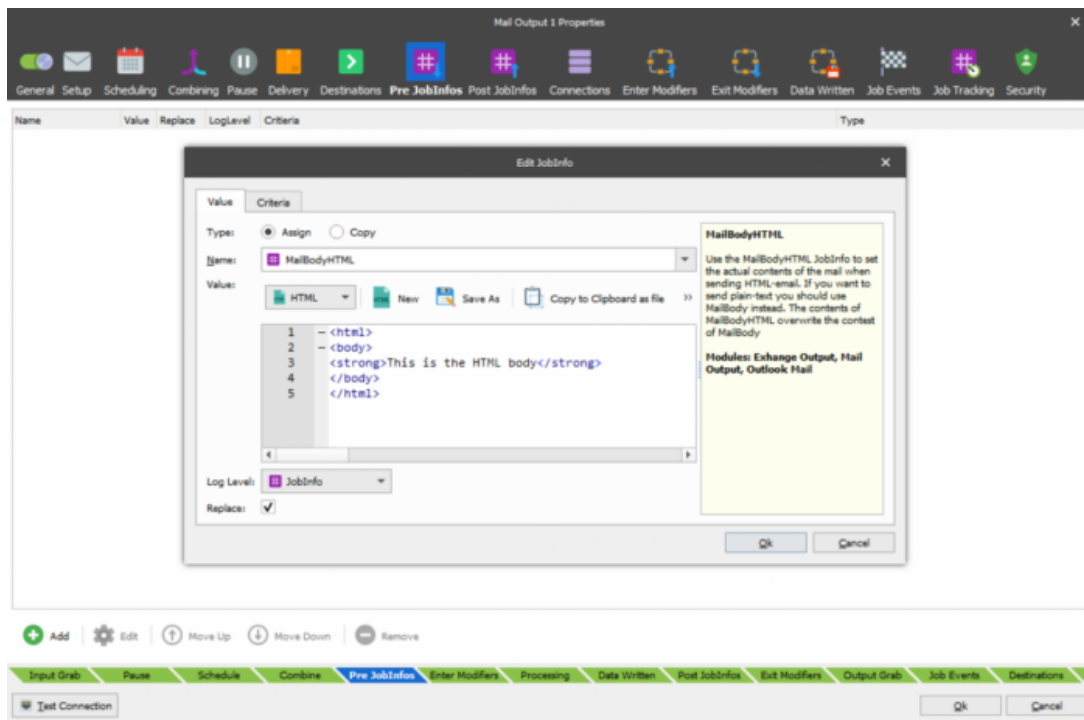 Mail Output 1 Properties
General Setup Scheduling Combining Pause Delivery Destinations Pre JobInfos Post JobInfos Connections Enter Modifiers Exit Modifiers Data Written Job Events Job Tracking Security
Name Value Replace LogLevel Criteria Type
Edit JobInfo
Value Criteria
Type: Assign Copy
Name: MailBodyHTML
Value:
HTML New Save As Copy to Clipboard as file »
1 <html>
2 <body>
3 <strong>This is the HTML body</strong>
4 </body>
5 </html>
Log Level: JobInfo
Replace:
MailBodyHTML
Use the MailBodyHTML JobInfo to set
the actual contents of the mail when
sending HTML-email. If you want to
send plain-text you should use
MailBody instead. The contents of
MailBodyHTML overwrite the contest
of MailBody
Modules: Exhange Output, Mail
Output, Outlook Mail
Ok Cancel
Add Edit Move Up Move Down Remove
Input Grab Pause Schedule Combine Pre JobInfos Enter Modifiers Processing Data Written Post JobInfos Exit Modifiers Output Grab Job Events Destinations
Test Connection Ok Cancel